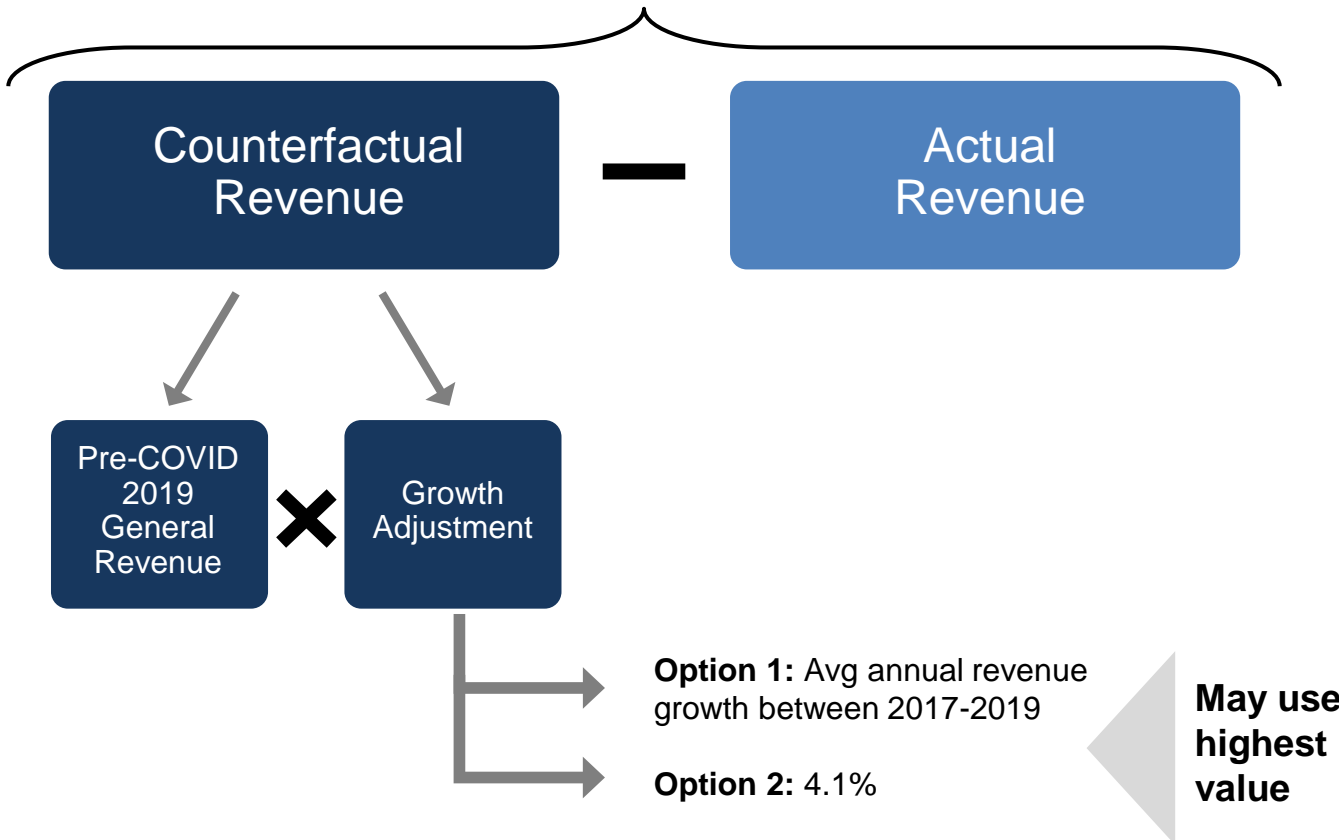 Counterfactual
Revenue
Actual
Revenue
Pre-COVID
2019
General
Revenue
Growth
Adjustment
Option 1: Avg annual revenue
growth between 2017-2019
Option 2: 4.1%
May use
highest
value